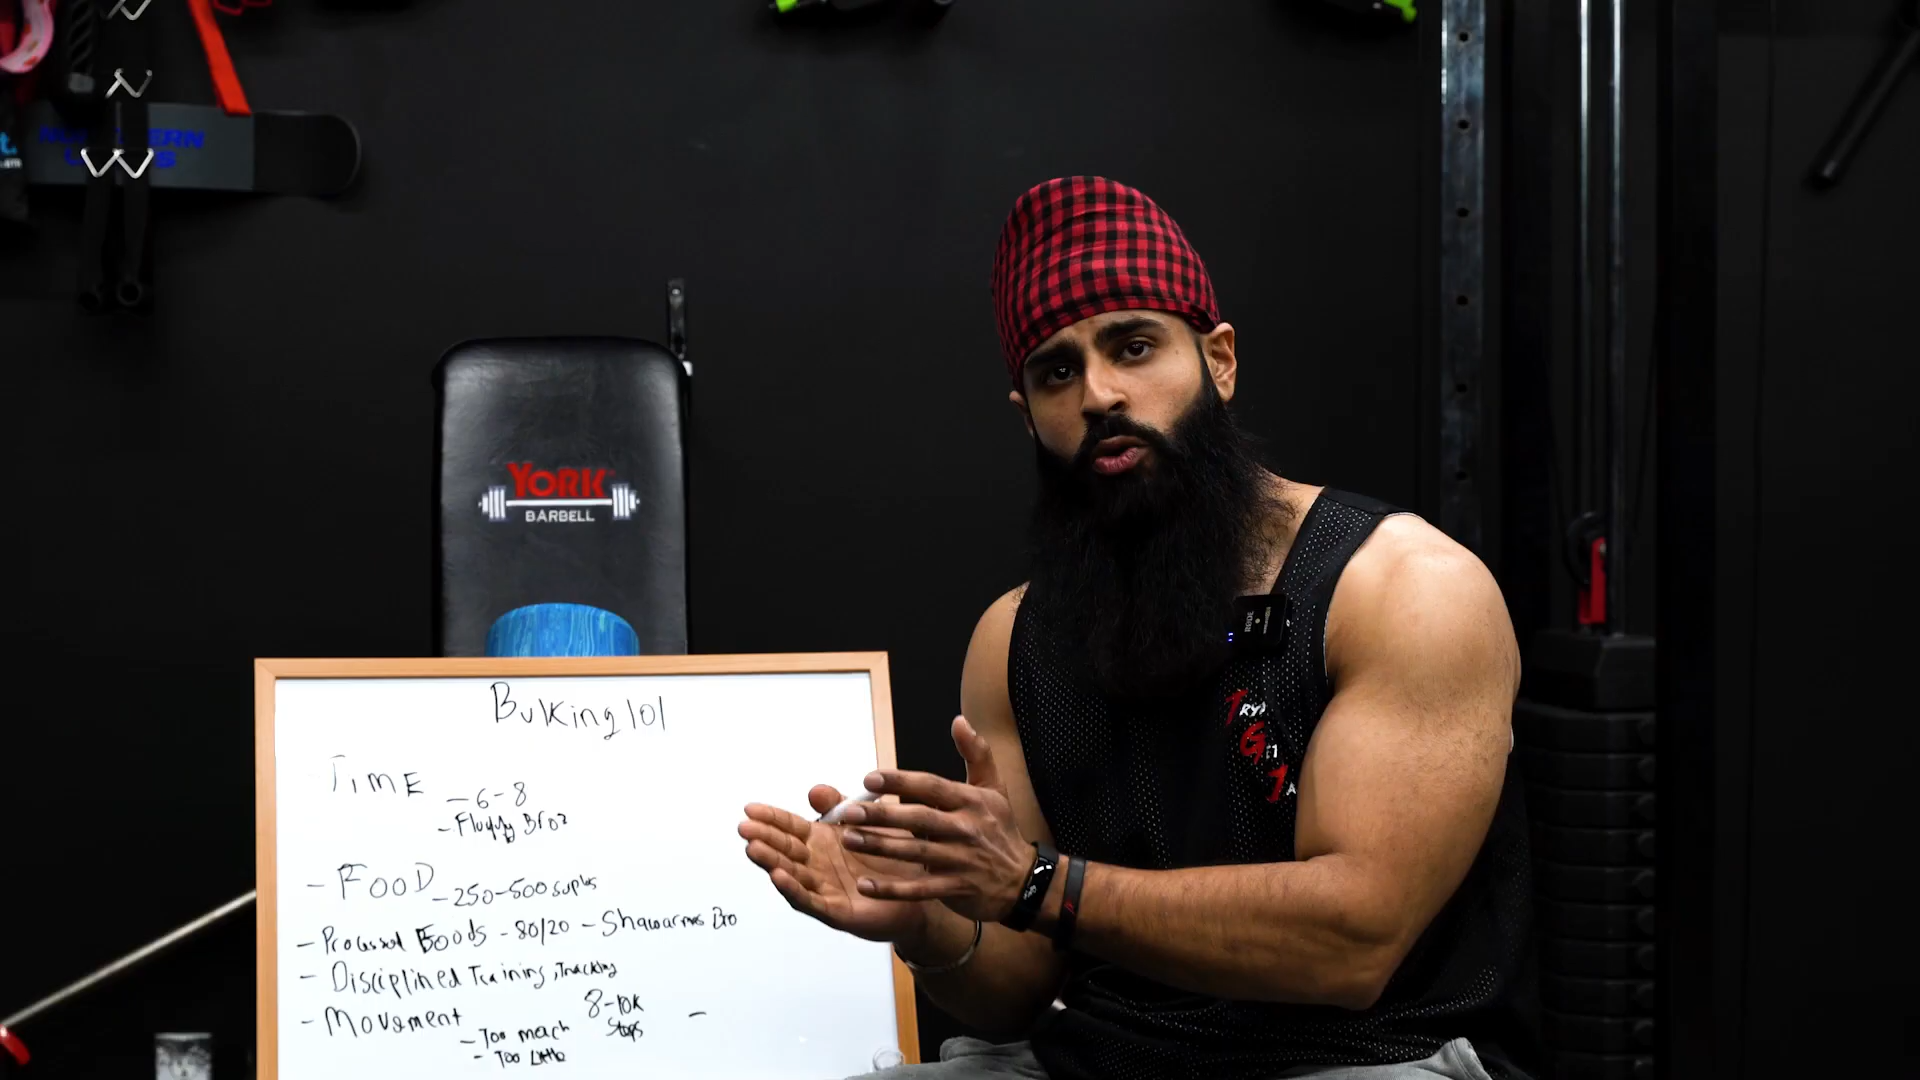 YORK
BARBELL
RODE
Bulking 101
TIME
- 6-8
- Fluffy Bro?
- FOOD - 250-500 surplus
- Processed Foods - 80/20 - Shawarmas Bro
- Disciplined Training, Tracking
- Movement
8-10K
Steps
- Too much
- Too Little